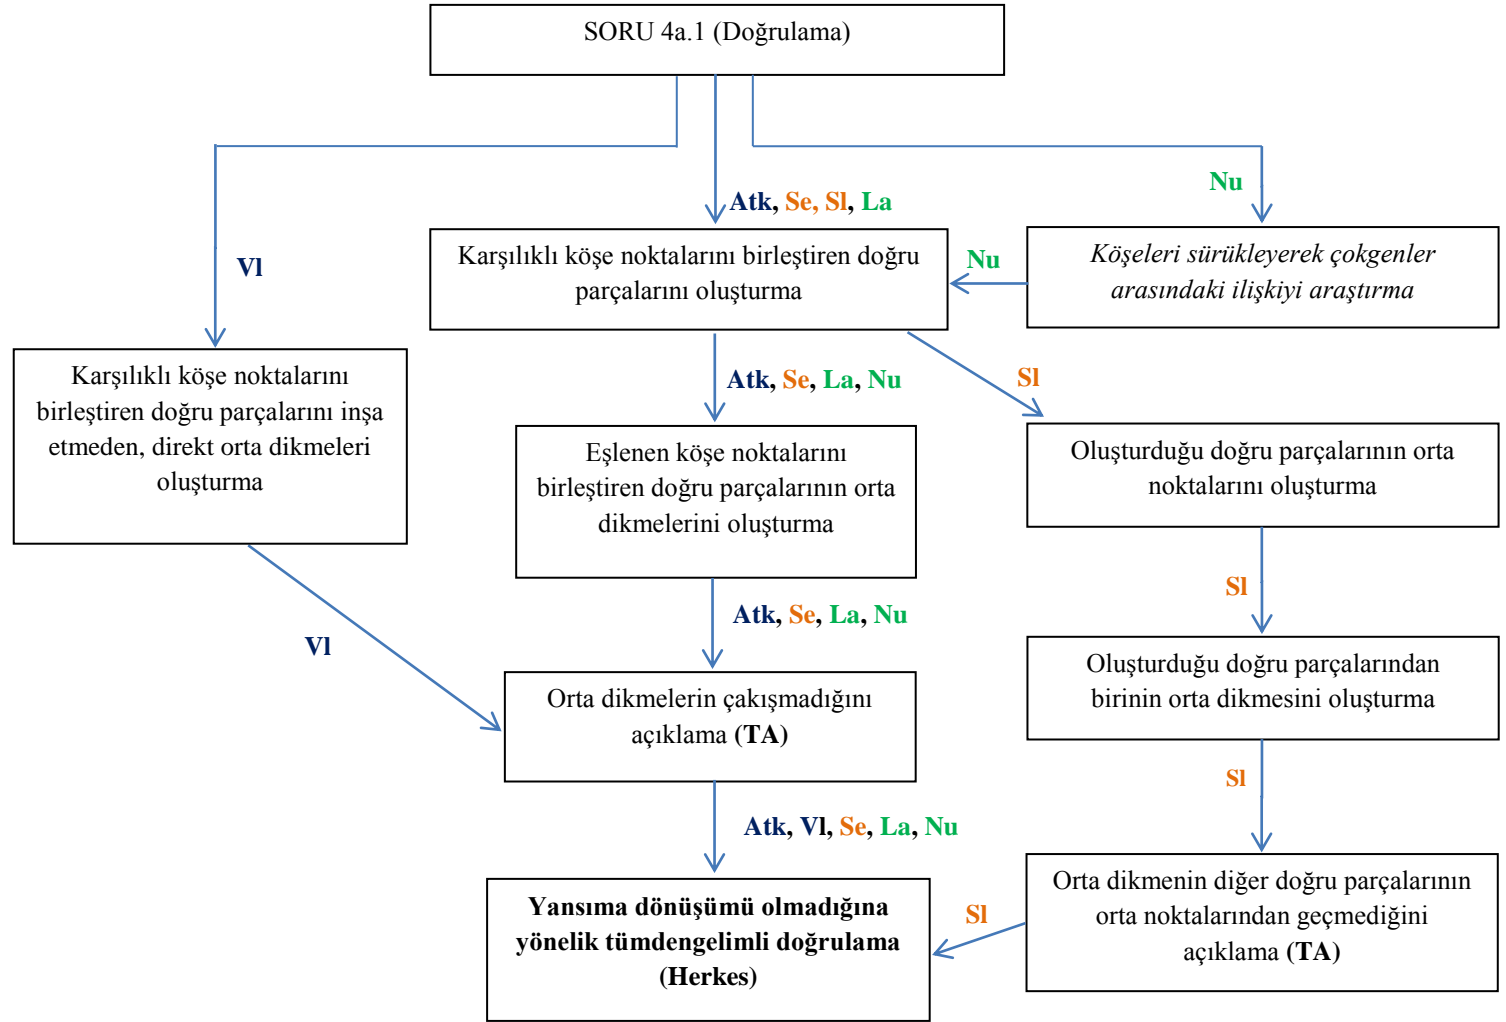 SORU 4a.1 (Doğrulama)
Nu
Atk, Se, Sl, La
Vl
Karşılıklı köşe noktalarını birleştiren doğru
parçalarını oluşturma
Nu
Köşeleri sürükleyerek çokgenler
arasındaki ilişkiyi araştırma
Karşılıklı köşe noktalarını
birleştiren doğru parçalarını inşa
etmeden, direkt orta dikmeleri
oluşturma
Atk, Se, La, Nu
Sl
Eşlenen köşe noktalarını
birleştiren doğru parçalarının orta
dikmelerini oluşturma
Oluşturduğu doğru parçalarının orta
noktalarını oluşturma
Vl
Atk, Se, La, Nu
Sl
Orta dikmelerin çakışmadığını
açıklama (TA)
Oluşturduğu doğru parçalarından
birinin orta dikmesini oluşturma
Atk, Vl, Se, La, Nu
Sl
Yansıma dönüşümü olmadığına
yönelik tümdengelimli doğrulama
(Herkes)
Sl
Orta dikmenin diğer doğru parçalarının
orta noktalarından geçmediğini
açıklama (TA)